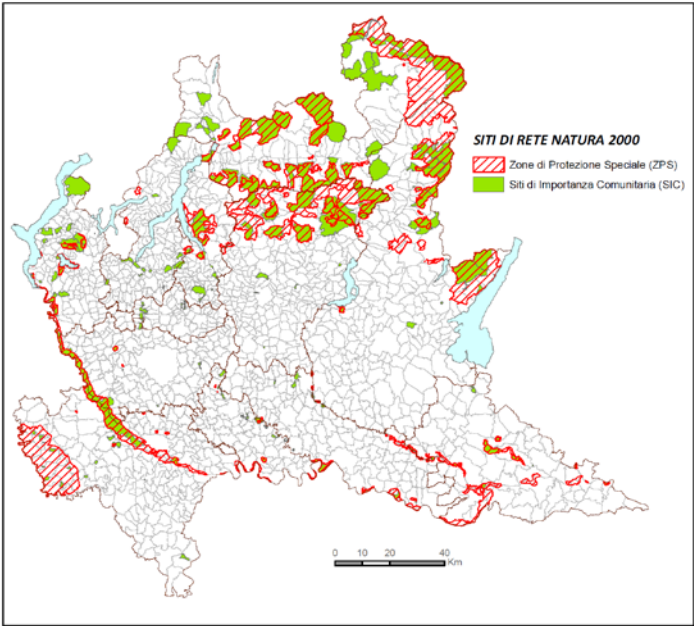 SITI DI RETE NATURA 2000
Zone di Protezione Speciale (ZPS)
Siti di Importanza Comunitaria (SIC)
0 10 20 40
Km